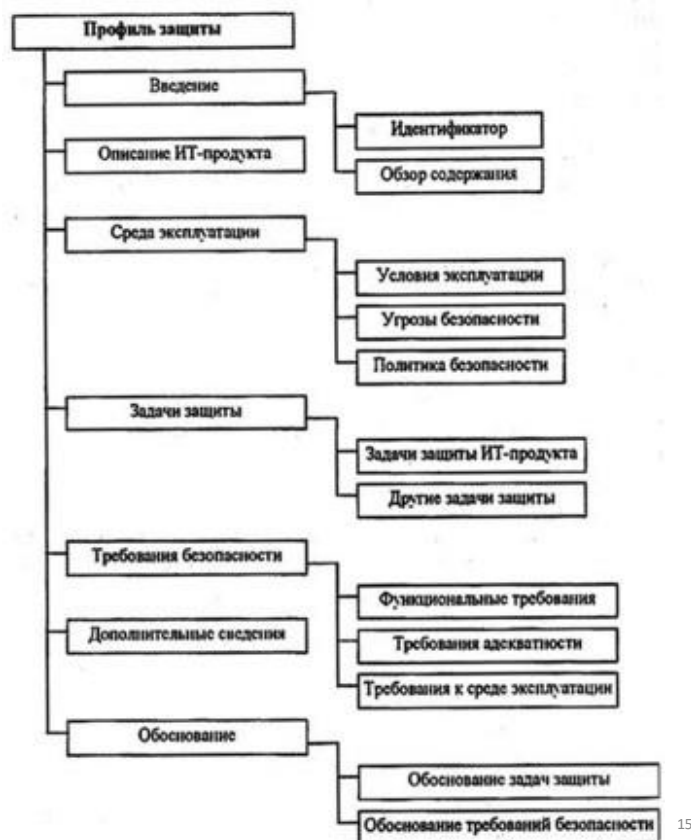 Профиль защиты
Введение
Идентификатор
Описание ИТ-продукта
Обзор содержания
Среда эксплуатации
Условия эксплуатации
Угрозы безопасности
Политика безопасности
Задачи защиты
Задачи защиты ИТ-продукта
Другие задачи защиты
Требования безопасности
Функциональные требования
Дополнительные сведения
Требования адекватности
Требования к среде эксплуатации
Обоснование
Обоснование задач защиты
Обоснование требований безопасности
15